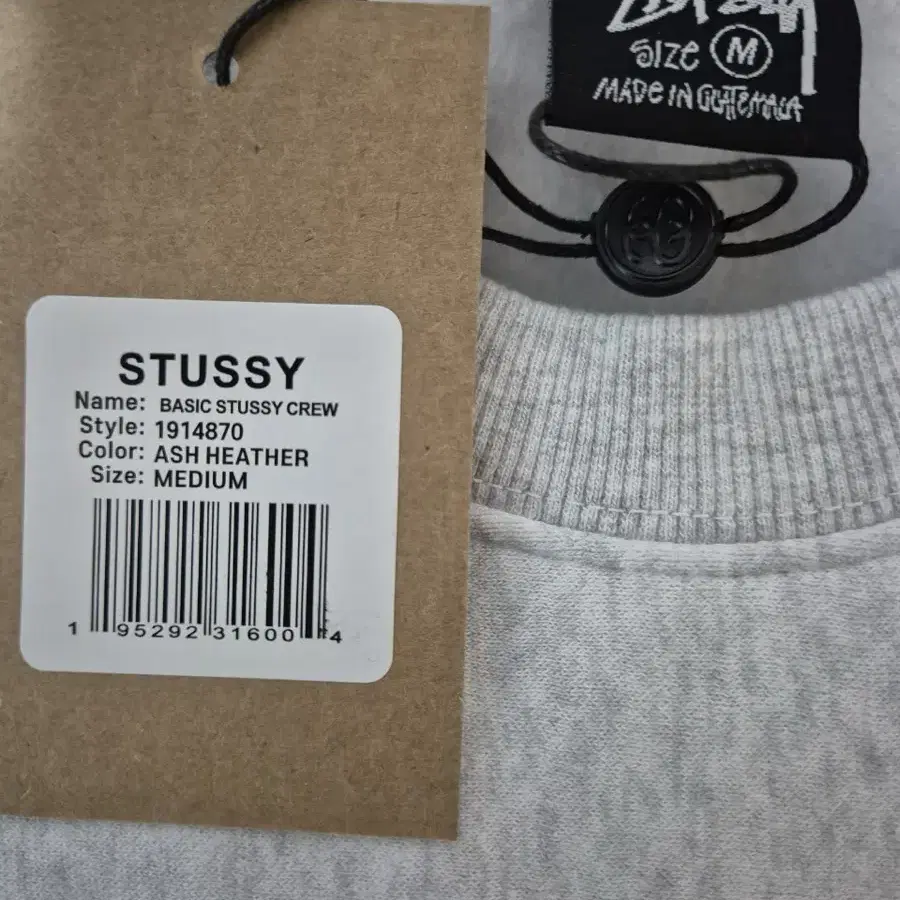 STUSSY
SIZE M
MADE IN GUATEMALA
STUSSY
Name: BASIC STUSSY CREW
Style: 1914870
Color: ASH HEATHER
Size: MEDIUM
1 95292 31600 4